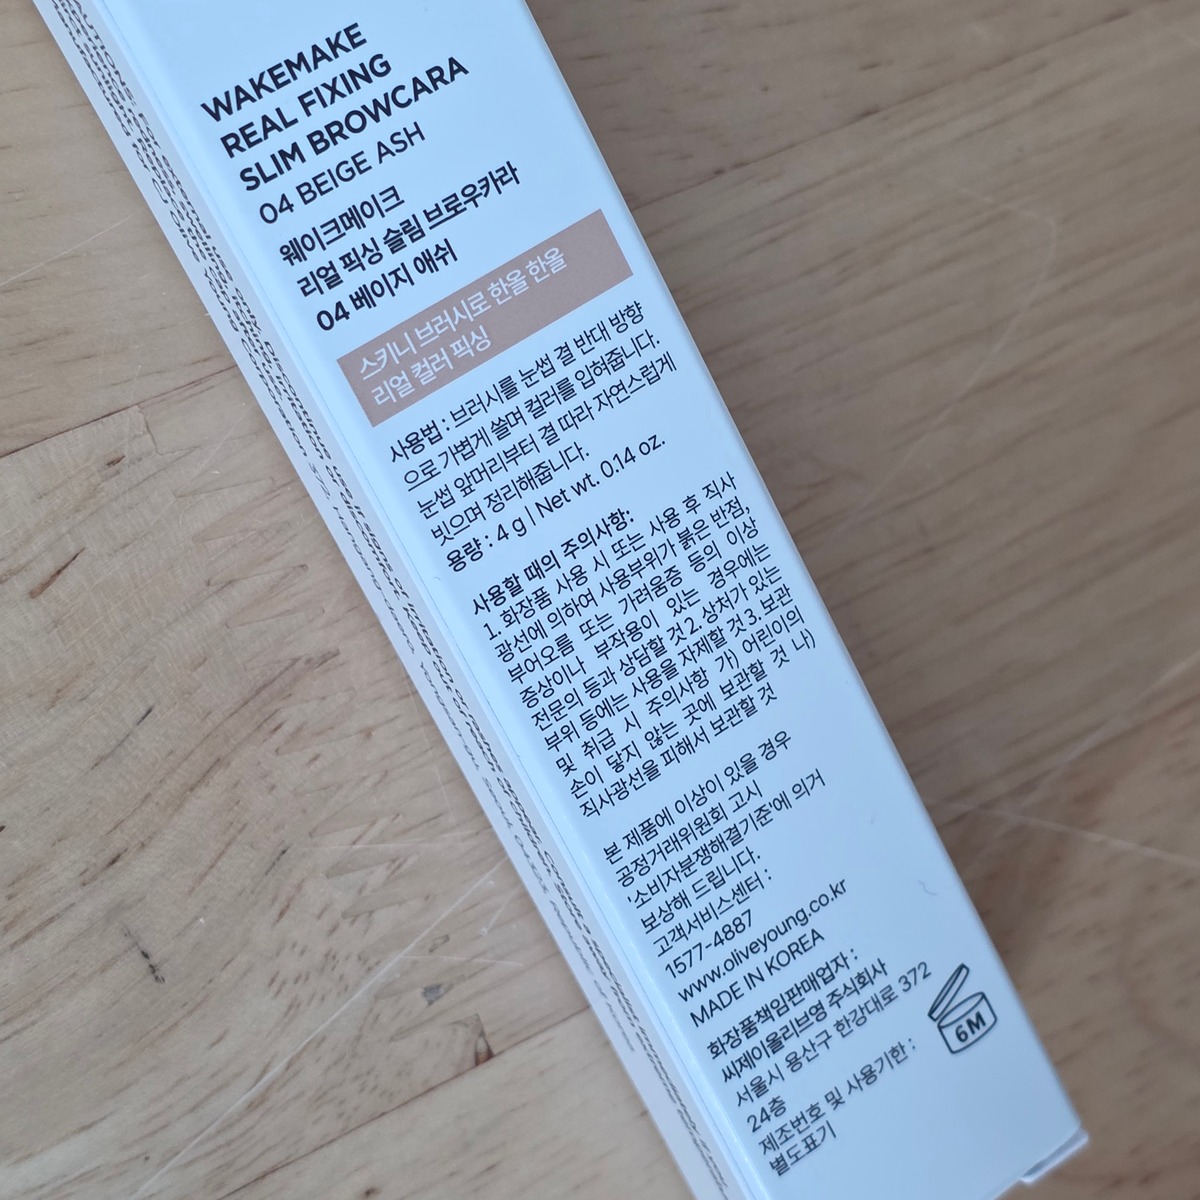 WAKEMAKE
REAL FIXING
SLIM BROWCARA
04 BEIGE ASH
웨이크메이크
리얼 픽싱 슬림 브로우카라
04 베이지 애쉬
스키니 브러시로 한올 한올
리얼 컬러 픽싱
사용법 : 브러시를 눈썹 결 반대 방향
으로 가볍게 쓸며 컬러를 입혀줍니다.
눈썹 앞머리부터 결 따라 자연스럽게
빗으며 정리해줍니다.
용량 : 4 g | Net wt. 0.14 oz.
사용할 때의 주의사항:
1. 화장품 사용 시 또는 사용 후 직사
광선에 의하여 사용부위가 붉은 반점,
부어오름 또는 가려움증 등의 이상
증상이나 부작용이 있는 경우에는
전문의 등과 상담할 것 2. 상처가 있는
부위 등에는 사용을 자제할 것 3. 보관
및 취급 시 주의사항 가) 어린이의
손이 닿지 않는 곳에 보관할 것 나)
직사광선을 피해서 보관할 것
본 제품에 이상이 있을 경우
공정거래위원회 고시
'소비자분쟁해결기준'에 의거
보상해 드립니다.
고객서비스센터 :
1577-4887
www.oliveyoung.co.kr
MADE IN KOREA
화장품책임판매업자 :
씨제이올리브영 주식회사
서울시 용산구 한강대로 372
24층
제조번호 및 사용기한 :
별도표기
6M